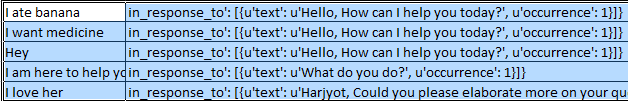 I ate banana in_response_to': [{u'text': u'Hello, How can I help you today?', u'occurrence': 1}]}
I want medicine in_response_to': [{u'text': u'Hello, How can I help you today?', u'occurrence': 1}]}
Hey in_response_to': [{u'text': u'Hello, How can I help you today?', u'occurrence': 1}]}
I am here to help yo in_response_to': [{u'text': u'What do you do?', u'occurrence': 1}]}
I love her in_response_to': [{u'text': u'Harjyot, Could you please elaborate more on your qu